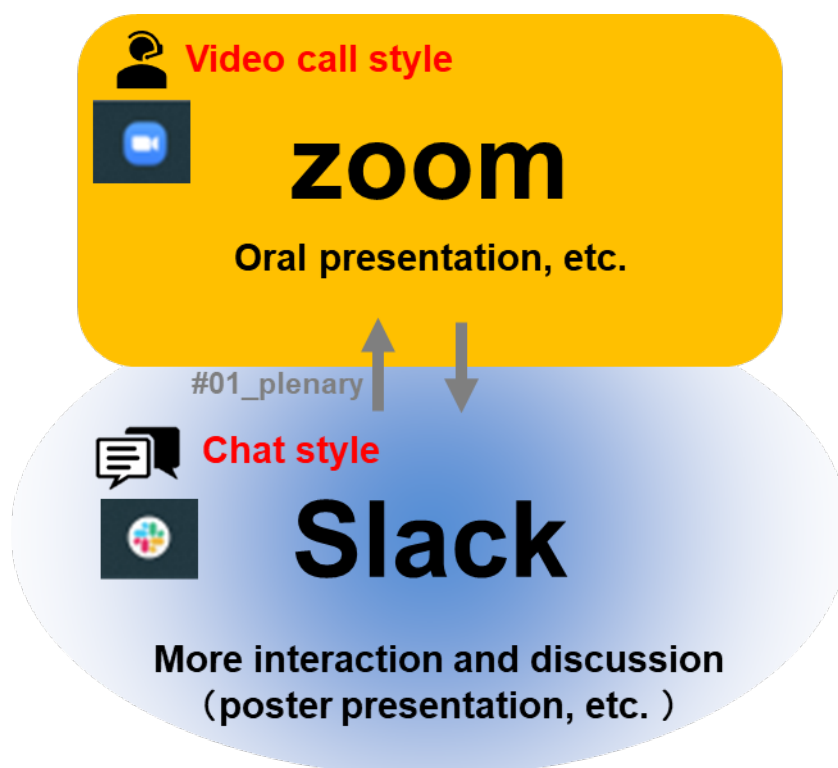 Video call style
zoom
Oral presentation, etc.
#01_plenary
Chat style
Slack
More interaction and discussion
（poster presentation, etc. ）